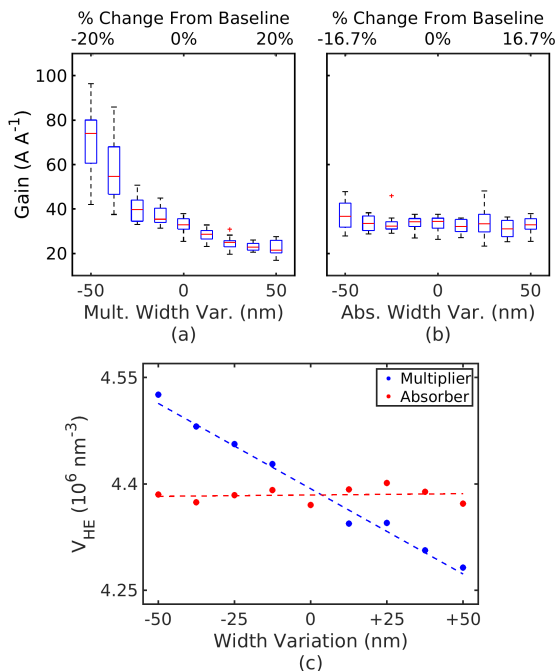 % Change From Baseline
% Change From Baseline
-20% 0% 20%
-16.7% 0% 16.7%
Gain (A A⁻¹)
100
80
60
40
20
-50 0 50
-50 0 50
Mult. Width Var. (nm)
Abs. Width Var. (nm)
(a)
(b)
V_HE (10⁶ nm⁻³)
4.55
4.4
4.25
Multiplier
Absorber
-50 -25 0 +25 +50
Width Variation (nm)
(c)